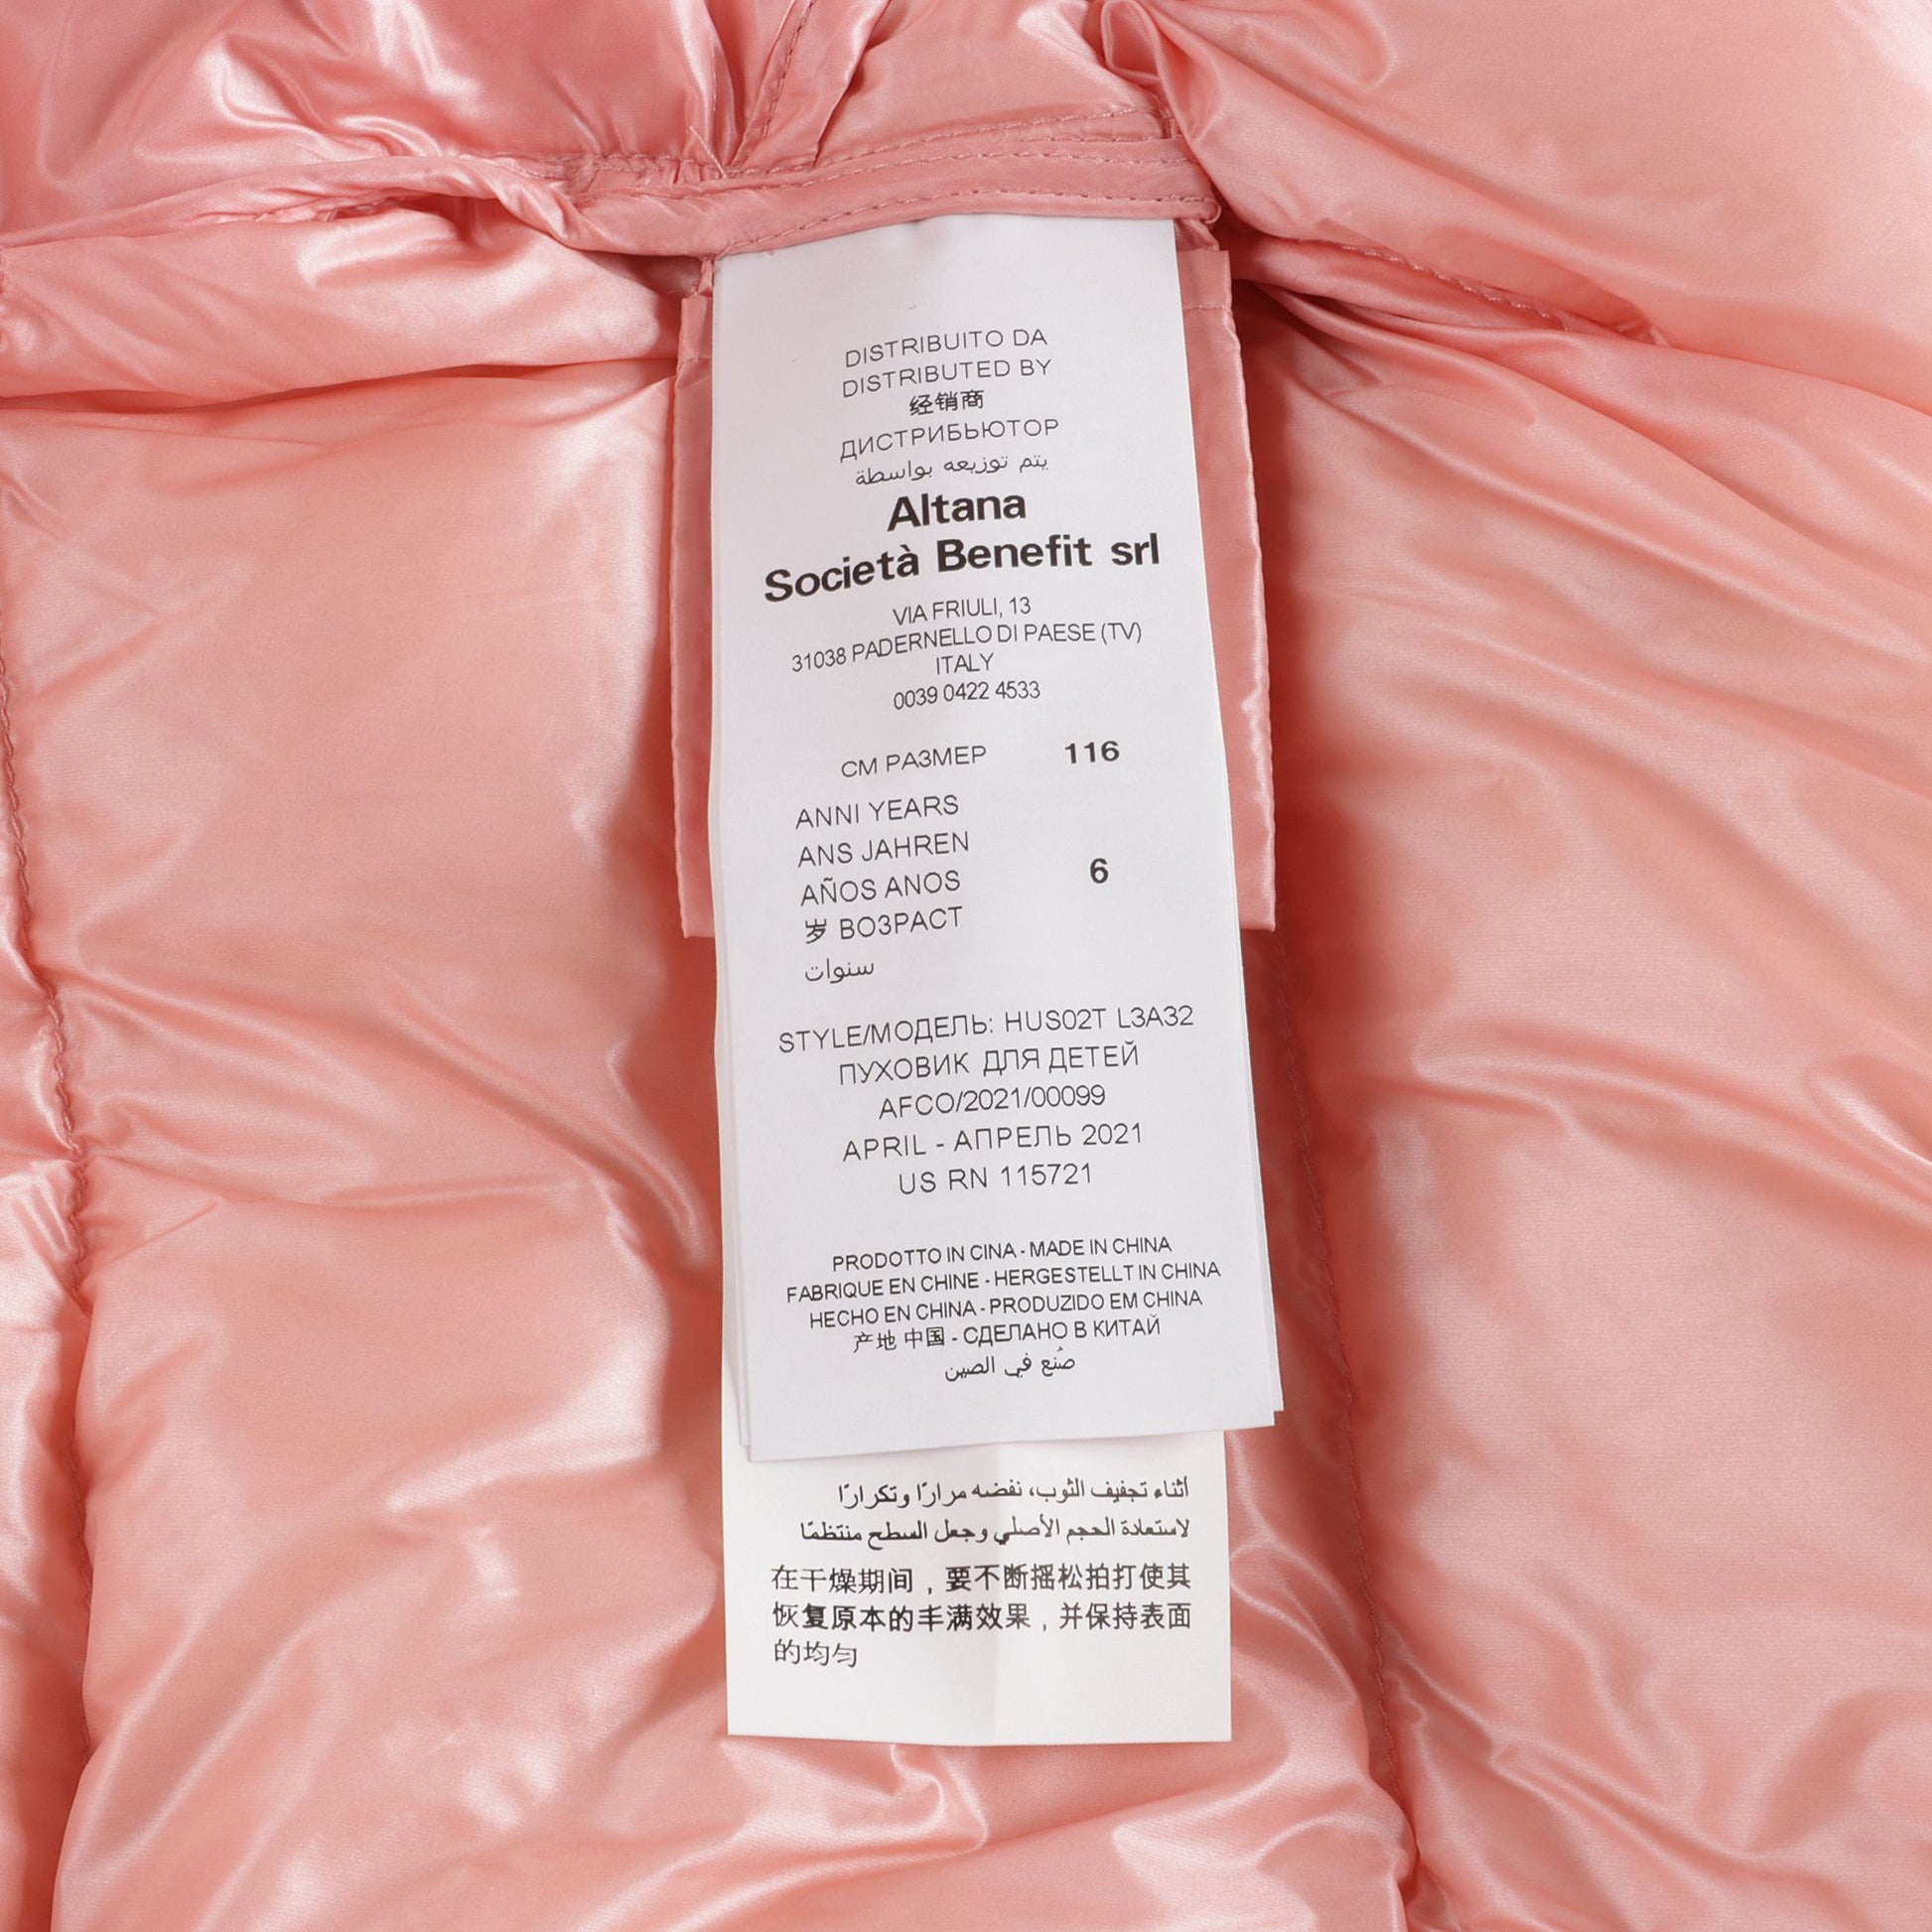 DISTRIBUITO DA
DISTRIBUTED BY
经销商
ДИСТРИБЬЮТОР
يتم توزيعه بواسطة
Altana
Società Benefit srl
VIA FRIULI, 13
31038 PADERNELLO DI PAESE (TV)
ITALY
0039 0422 4533
СМ РАЗМЕР 116
ANNI YEARS
ANS JAHREN
AÑOS ANOS 6
岁 ВОЗРАСТ
سنوات
STYLE/МОДЕЛЬ: HUS02T L3A32
ПУХОВИК ДЛЯ ДЕТЕЙ
AFCO/2021/00099
APRIL - АПРЕЛЬ 2021
US RN 115721
PRODOTTO IN CINA - MADE IN CHINA
FABRIQUE EN CHINE - HERGESTELLT IN CHINA
HECHO EN CHINA - PRODUZIDO EM CHINA
产地 中国 - СДЕЛАНО В КИТАЙ
صُنع في الصين
أثناء تجفيف الثوب، نفضه مرارًا وتكرارًا
لاستعادة الحجم الأصلي وجعل السطح منتظمًا
在干燥期间，要不断摇松拍打使其
恢复原本的丰满效果，并保持表面
的均匀